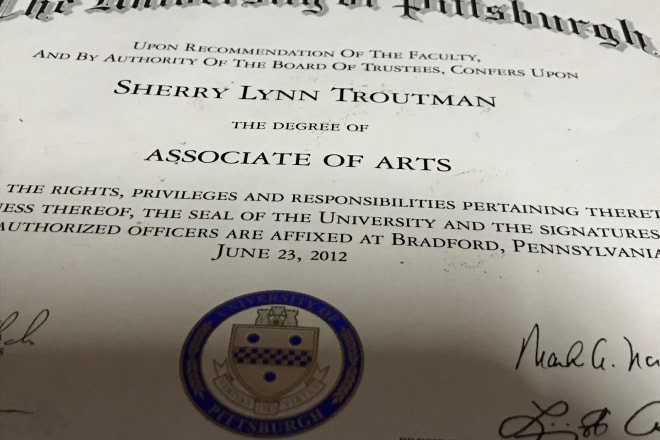 The University of Pittsburgh
UPON RECOMMENDATION OF THE FACULTY,
AND BY AUTHORITY OF THE BOARD OF TRUSTEES, CONFERS UPON
SHERRY LYNN TROUTMAN
THE DEGREE OF
ASSOCIATE OF ARTS
THE RIGHTS, PRIVILEGES AND RESPONSIBILITIES PERTAINING
THEREOF, THE SEAL OF THE UNIVERSITY AND THE SIGNATURES
AUTHORIZED OFFICERS ARE AFFIXED AT BRADFORD, PENNSYLVANIA
JUNE 23, 2012
UNIVERSITY OF
PITTSBURGH
Mark A.